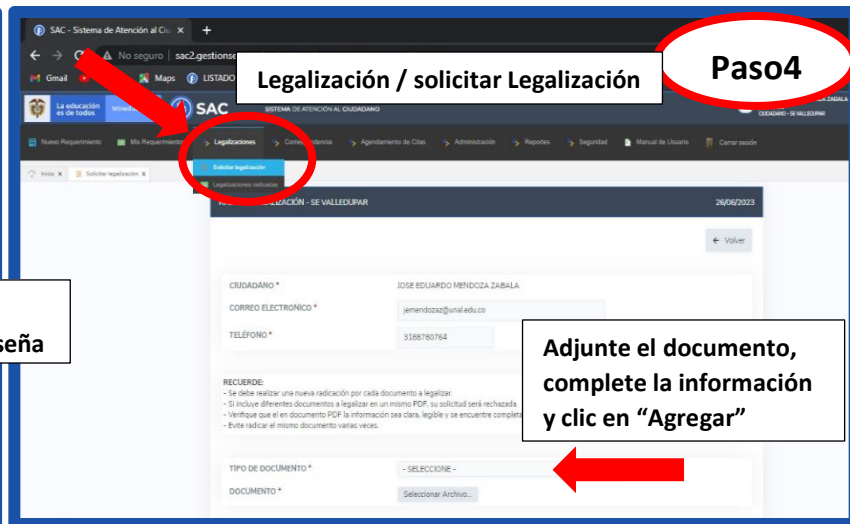 SAC - Sistema de Atención al Ciu
No seguro | sac2.gestionse
Gmail Maps LISTADO
Legalización / solicitar Legalización
Paso4
La educación
es de todos
Mined
SAC
SISTEMA DE ATENCIÓN AL CIUDADANO
ZABALA
CIUDADANO - SE VALLEDUPAR
Nuevo Requerimiento Mis Requerimientos Legalizaciones Correspondencia Agendamiento de Citas Administración Reportes Seguridad Manual de Usuario Cerrar sesión
Inicio X Solicitar legalización X
Solicitar legalización
Legalizaciones radicadas
LIZACIÓN - SE VALLEDUPAR 26/06/2023
Volver
CIUDADANO * JOSE EDUARDO MENDOZA ZABALA
CORREO ELECTRONICO * jemendozaz@unal.edu.co
TELÉFONO * 3188780764
seña
Adjunte el documento,
complete la información
y clic en “Agregar”
RECUERDE:
- Se debe realizar una nueva radicación por cada documento a legalizar.
- Si incluye diferentes documentos a legalizar en un mismo PDF, su solicitud será rechazada.
- Verifique que el en documento PDF la información sea clara, legible y se encuentre completa
- Evite radicar el mismo documento varias veces.
TIPO DE DOCUMENTO * - SELECCIONE -
DOCUMENTO * Seleccionar Archivo...